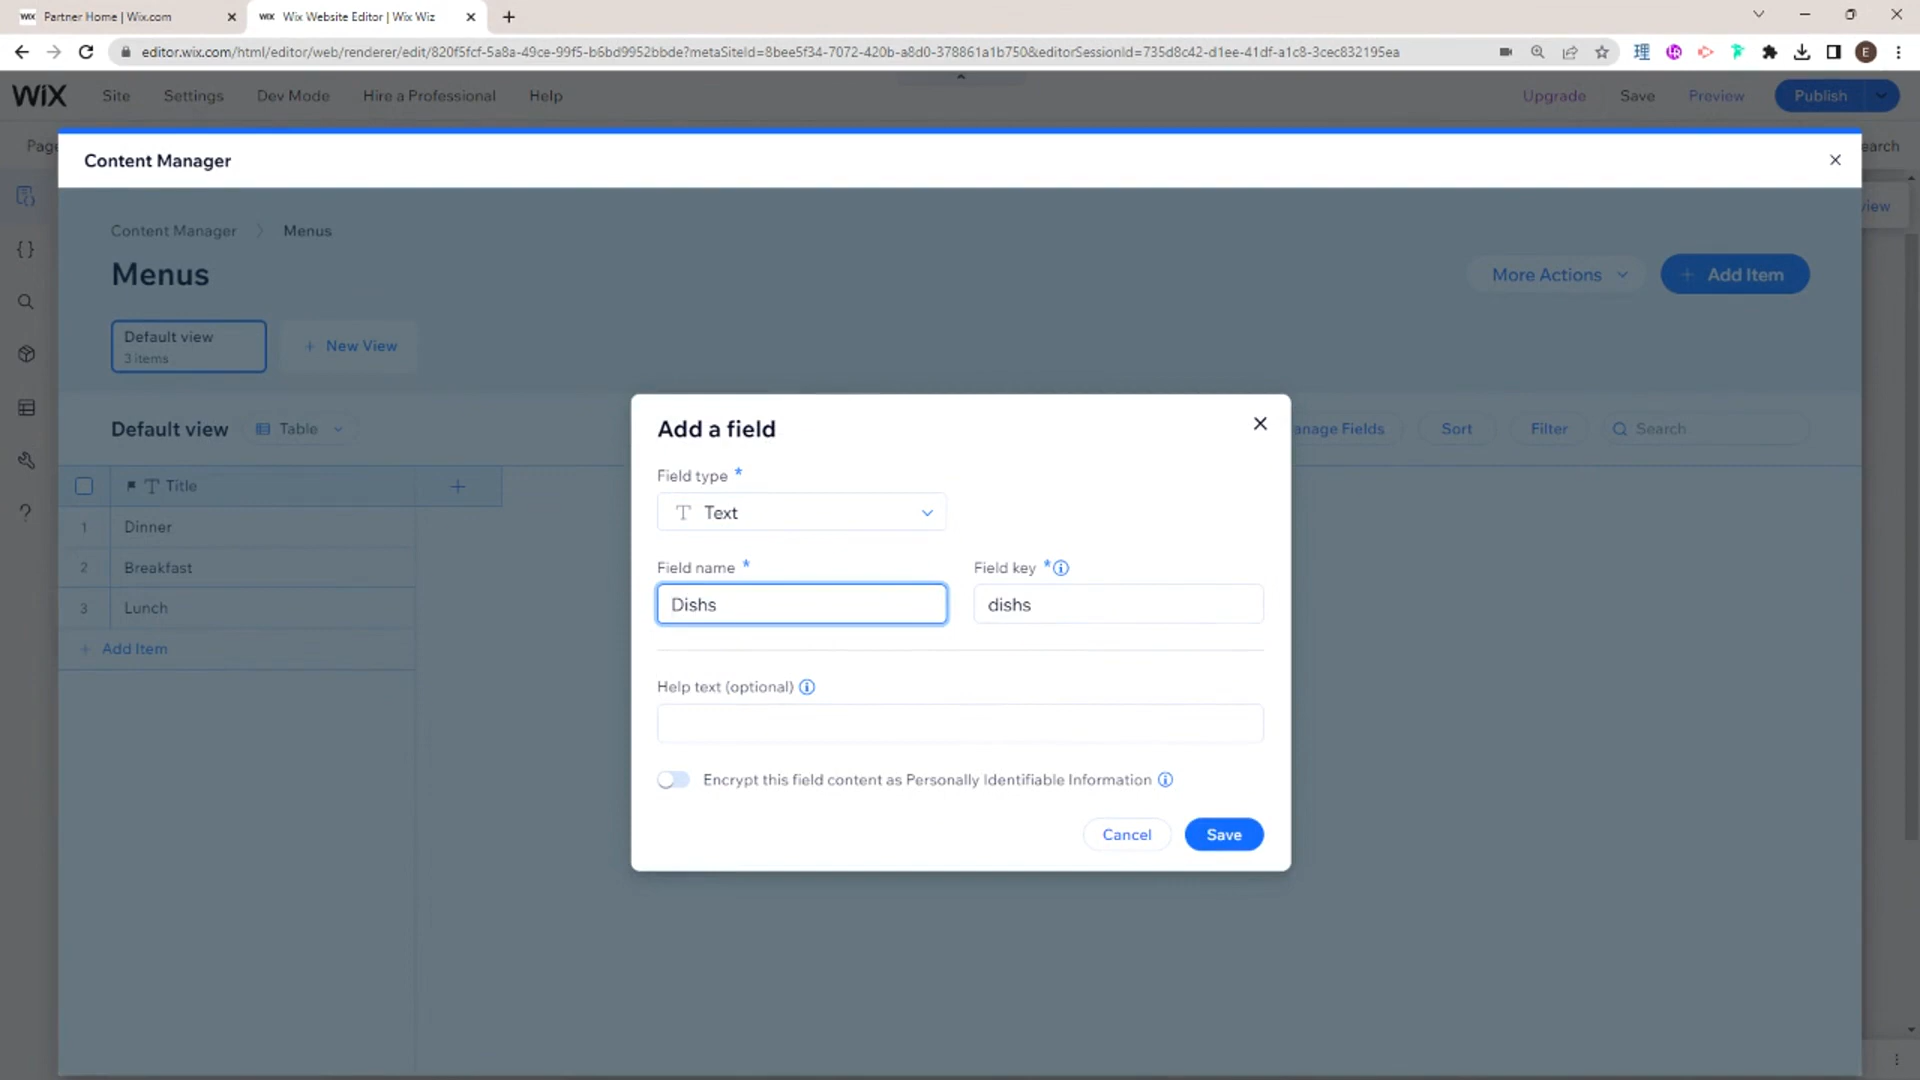 WIX Partner Home | Wix.com
WIX Wix Website Editor | Wix Wiz
editor.wix.com/html/editor/web/renderer/edit/820f5fcf-5a8a-49ce-99f5-b6bd9952bbde?metaSiteId=8bee5f34-7072-420b-a8d0-378861a1b750&editorSessionId=735d8c42-d1ee-41df-a1c8-3cec832195ea
理
E
WiX Site Settings Dev Mode Hire a Professional Help Upgrade Save Preview Publish
Page
earch
Content Manager
view
Content Manager Menus
Menus
More Actions
+ Add Item
Default view
3 items
+ New View
Default view Table
anage Fields Sort Filter Search
Title
1 Dinner
2 Breakfast
3 Lunch
+ Add Item
Add a field
Field type *
T Text
Field name *
Field key *
Dishs
dishs
Help text (optional)
Encrypt this field content as Personally Identifiable Information
Cancel
Save